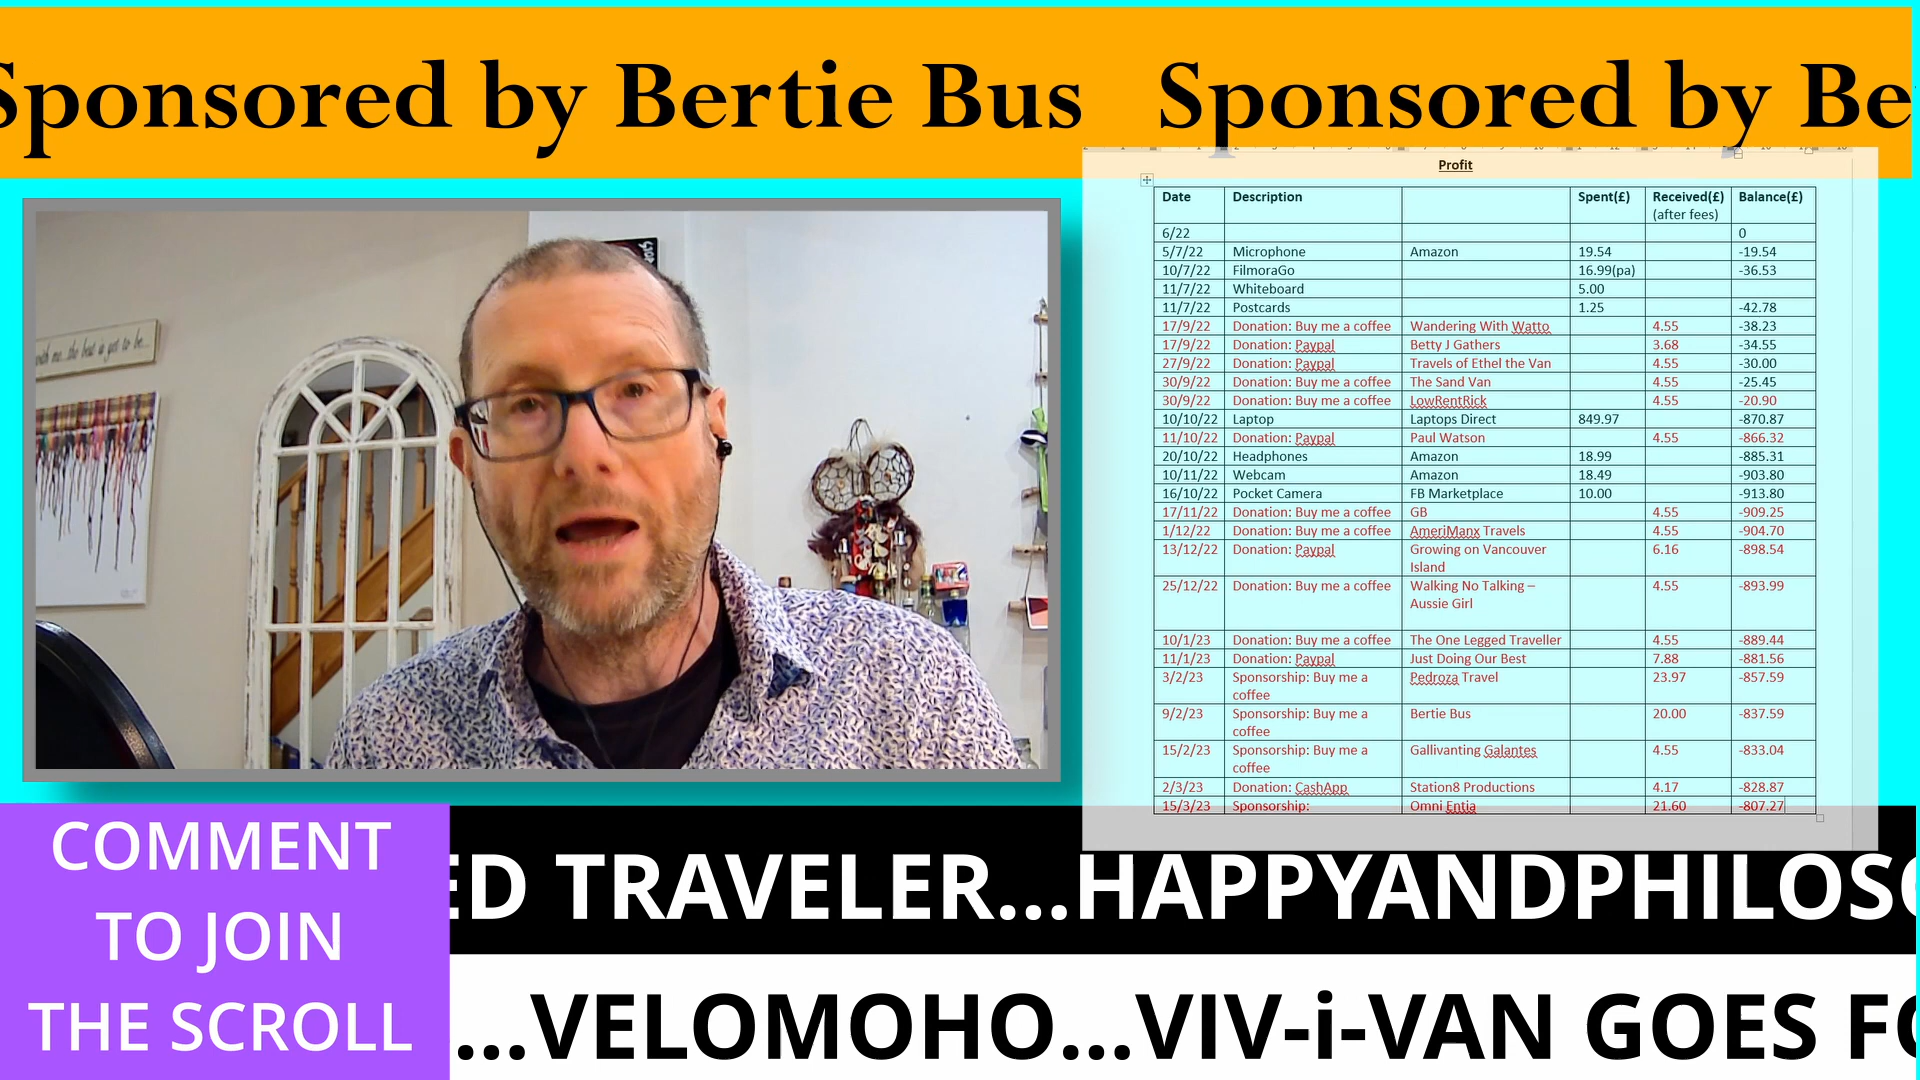 Sponsored by Bertie Bus Sponsored by Be
Profit
Date Description Spent(£) Received(£) Balance(£)
(after fees)
6/22 0
5/7/22 Microphone Amazon 19.54 -19.54
10/7/22 FilmoraGo 16.99(pa) -36.53
11/7/22 Whiteboard 5.00
11/7/22 Postcards 1.25 -42.78
17/9/22 Donation: Buy me a coffee Wandering With Watto 4.55 -38.23
17/9/22 Donation: Paypal Betty J Gathers 3.68 -34.55
27/9/22 Donation: Paypal Travels of Ethel the Van 4.55 -30.00
30/9/22 Donation: Buy me a coffee The Sand Van 4.55 -25.45
30/9/22 Donation: Buy me a coffee LowRentRick 4.55 -20.90
10/10/22 Laptop Laptops Direct 849.97 -870.87
11/10/22 Donation: Paypal Paul Watson 4.55 -866.32
20/10/22 Headphones Amazon 18.99 -885.31
10/11/22 Webcam Amazon 18.49 -903.80
16/10/22 Pocket Camera FB Marketplace 10.00 -913.80
17/11/22 Donation: Buy me a coffee GB 4.55 -909.25
1/12/22 Donation: Buy me a coffee AmeriManx Travels 4.55 -904.70
13/12/22 Donation: Paypal Growing on Vancouver 6.16 -898.54
Island
25/12/22 Donation: Buy me a coffee Walking No Talking – 4.55 -893.99
Aussie Girl
10/1/23 Donation: Buy me a coffee The One Legged Traveller 4.55 -889.44
11/1/23 Donation: Paypal Just Doing Our Best 7.88 -881.56
3/2/23 Sponsorship: Buy me a Pedroza Travel 23.97 -857.59
coffee
9/2/23 Sponsorship: Buy me a Bertie Bus 20.00 -837.59
coffee
15/2/23 Sponsorship: Buy me a Gallivanting Galantes 4.55 -833.04
coffee
2/3/23 Donation: CashApp Station8 Productions 4.17 -828.87
15/3/23 Sponsorship: Omni Entia 21.60 -807.27
with me...the best is yet to be...
COMMENT
TO JOIN
THE SCROLL
ED TRAVELER...HAPPYANDPHILOSO
...VELOMOHO...VIV-i-VAN GOES FO